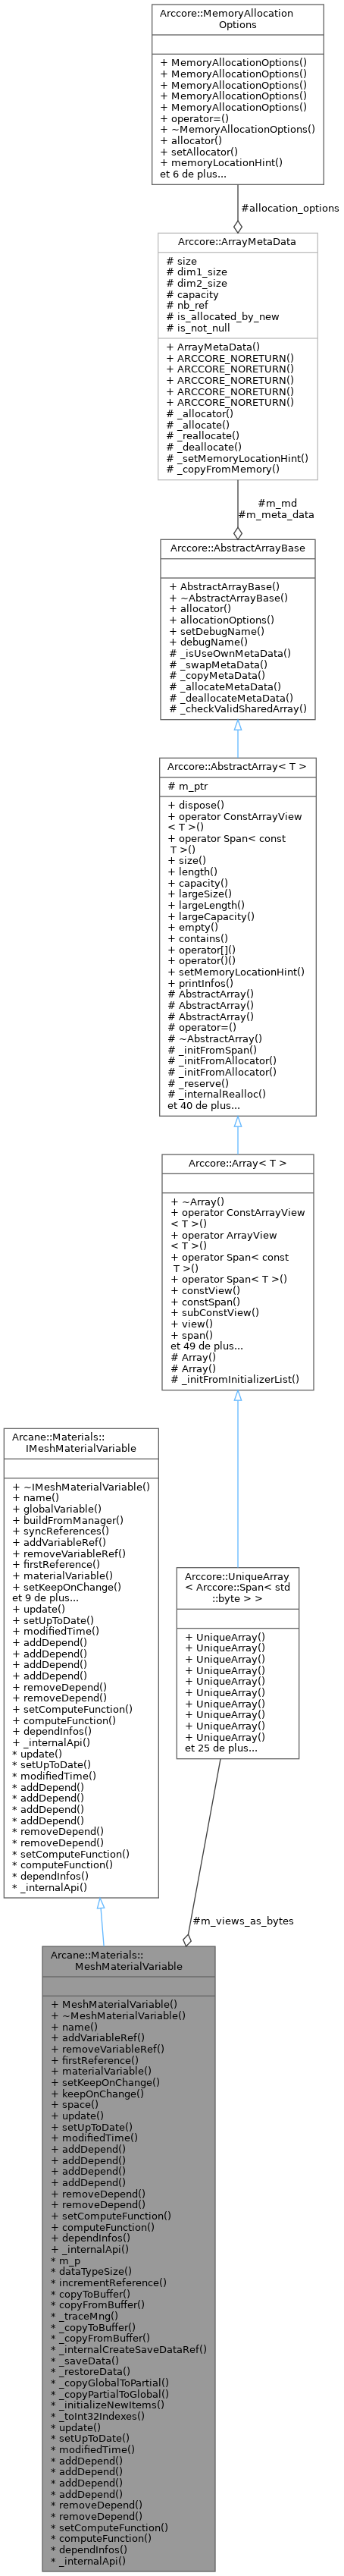 Arccore::MemoryAllocation
Options
+ MemoryAllocationOptions()
+ MemoryAllocationOptions()
+ MemoryAllocationOptions()
+ MemoryAllocationOptions()
+ MemoryAllocationOptions()
+ operator=()
+ ~MemoryAllocationOptions()
+ allocator()
+ setAllocator()
+ memoryLocationHint()
et 6 de plus...
#allocation_options
Arccore::ArrayMetaData
# size
# dim1_size
# dim2_size
# capacity
# nb_ref
# is_allocated_by_new
# is_not_null
+ ArrayMetaData()
+ ARCCORE_NORETURN()
+ ARCCORE_NORETURN()
+ ARCCORE_NORETURN()
+ ARCCORE_NORETURN()
+ ARCCORE_NORETURN()
# _allocator()
# _allocate()
# _reallocate()
# _deallocate()
# _setMemoryLocationHint()
# _copyFromMemory()
#m_md
#m_meta_data
Arccore::AbstractArrayBase
+ AbstractArrayBase()
+ ~AbstractArrayBase()
+ allocator()
+ allocationOptions()
+ setDebugName()
+ debugName()
# _isUseOwnMetaData()
# _swapMetaData()
# _copyMetaData()
# _allocateMetaData()
# _deallocateMetaData()
# _checkValidSharedArray()
Arccore::AbstractArray< T >
# m_ptr
+ dispose()
+ operator ConstArrayView
< T >()
+ operator Span< const
T >()
+ size()
+ length()
+ capacity()
+ largeSize()
+ largeLength()
+ largeCapacity()
+ empty()
+ contains()
+ operator[]()
+ operator()()
+ setMemoryLocationHint()
+ printInfos()
# AbstractArray()
# AbstractArray()
# AbstractArray()
# operator=()
# ~AbstractArray()
# _initFromSpan()
# _initFromAllocator()
# _initFromAllocator()
# _reserve()
# _internalRealloc()
et 40 de plus...
Arccore::Array< T >
+ ~Array()
+ operator ConstArrayView
< T >()
+ operator ArrayView
< T >()
+ operator Span< const
T >()
+ operator Span< T >()
+ constView()
+ constSpan()
+ subConstView()
+ view()
+ span()
et 49 de plus...
# Array()
# Array()
# _initFromInitializerList()
Arcane::Materials::
IMeshMaterialVariable
+ ~IMeshMaterialVariable()
+ name()
+ globalVariable()
+ buildFromManager()
+ syncReferences()
+ addVariableRef()
+ removeVariableRef()
+ firstReference()
+ materialVariable()
+ setKeepOnChange()
et 9 de plus...
+ update()
+ setUpToDate()
+ modifiedTime()
+ addDepend()
+ addDepend()
+ addDepend()
+ addDepend()
+ removeDepend()
+ removeDepend()
+ setComputeFunction()
+ computeFunction()
+ dependInfos()
+ _internalApi()
* update()
* setUpToDate()
* modifiedTime()
* addDepend()
* addDepend()
* addDepend()
* addDepend()
* removeDepend()
* removeDepend()
* setComputeFunction()
* computeFunction()
* dependInfos()
* _internalApi()
Arccore::UniqueArray
< Arccore::Span< std
::byte > >
+ UniqueArray()
+ UniqueArray()
+ UniqueArray()
+ UniqueArray()
+ UniqueArray()
+ UniqueArray()
+ UniqueArray()
+ UniqueArray()
+ UniqueArray()
+ UniqueArray()
et 25 de plus...
#m_views_as_bytes
Arcane::Materials::
MeshMaterialVariable
+ MeshMaterialVariable()
+ ~MeshMaterialVariable()
+ name()
+ addVariableRef()
+ removeVariableRef()
+ firstReference()
+ materialVariable()
+ setKeepOnChange()
+ keepOnChange()
+ space()
+ update()
+ setUpToDate()
+ modifiedTime()
+ addDepend()
+ addDepend()
+ addDepend()
+ addDepend()
+ removeDepend()
+ removeDepend()
+ setComputeFunction()
+ computeFunction()
+ dependInfos()
+ _internalApi()
* m_p
* dataTypeSize()
* incrementReference()
* copyToBuffer()
* copyFromBuffer()
* _traceMng()
* _copyToBuffer()
* _copyFromBuffer()
* _internalCreateSaveDataRef()
* _saveData()
* _restoreData()
* _copyGlobalToPartial()
* _copyPartialToGlobal()
* _initializeNewItems()
* _toInt32Indexes()
* update()
* setUpToDate()
* modifiedTime()
* addDepend()
* addDepend()
* addDepend()
* addDepend()
* removeDepend()
* removeDepend()
* setComputeFunction()
* computeFunction()
* dependInfos()
* _internalApi()